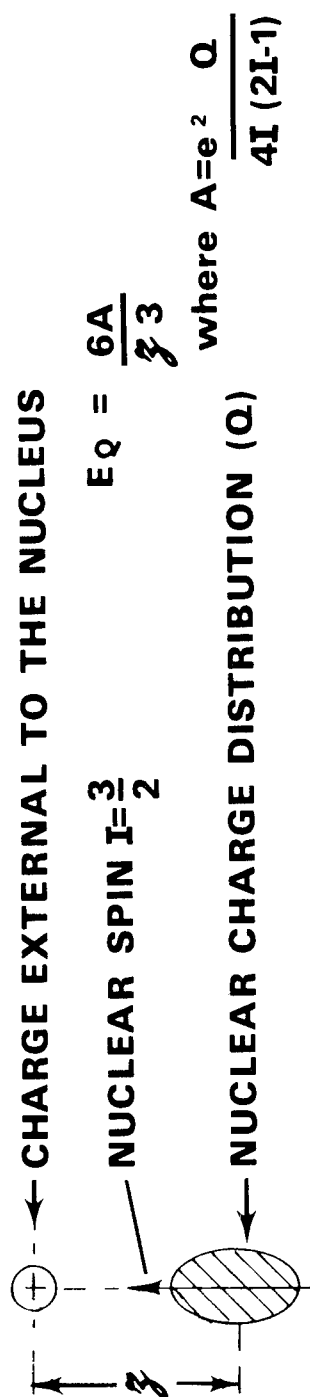 +
CHARGE EXTERNAL TO THE NUCLEUS
z
NUCLEAR SPIN I=3/2
E_Q = 6A/z³
where A=e² Q/4I (2I-1)
NUCLEAR CHARGE DISTRIBUTION (Q)